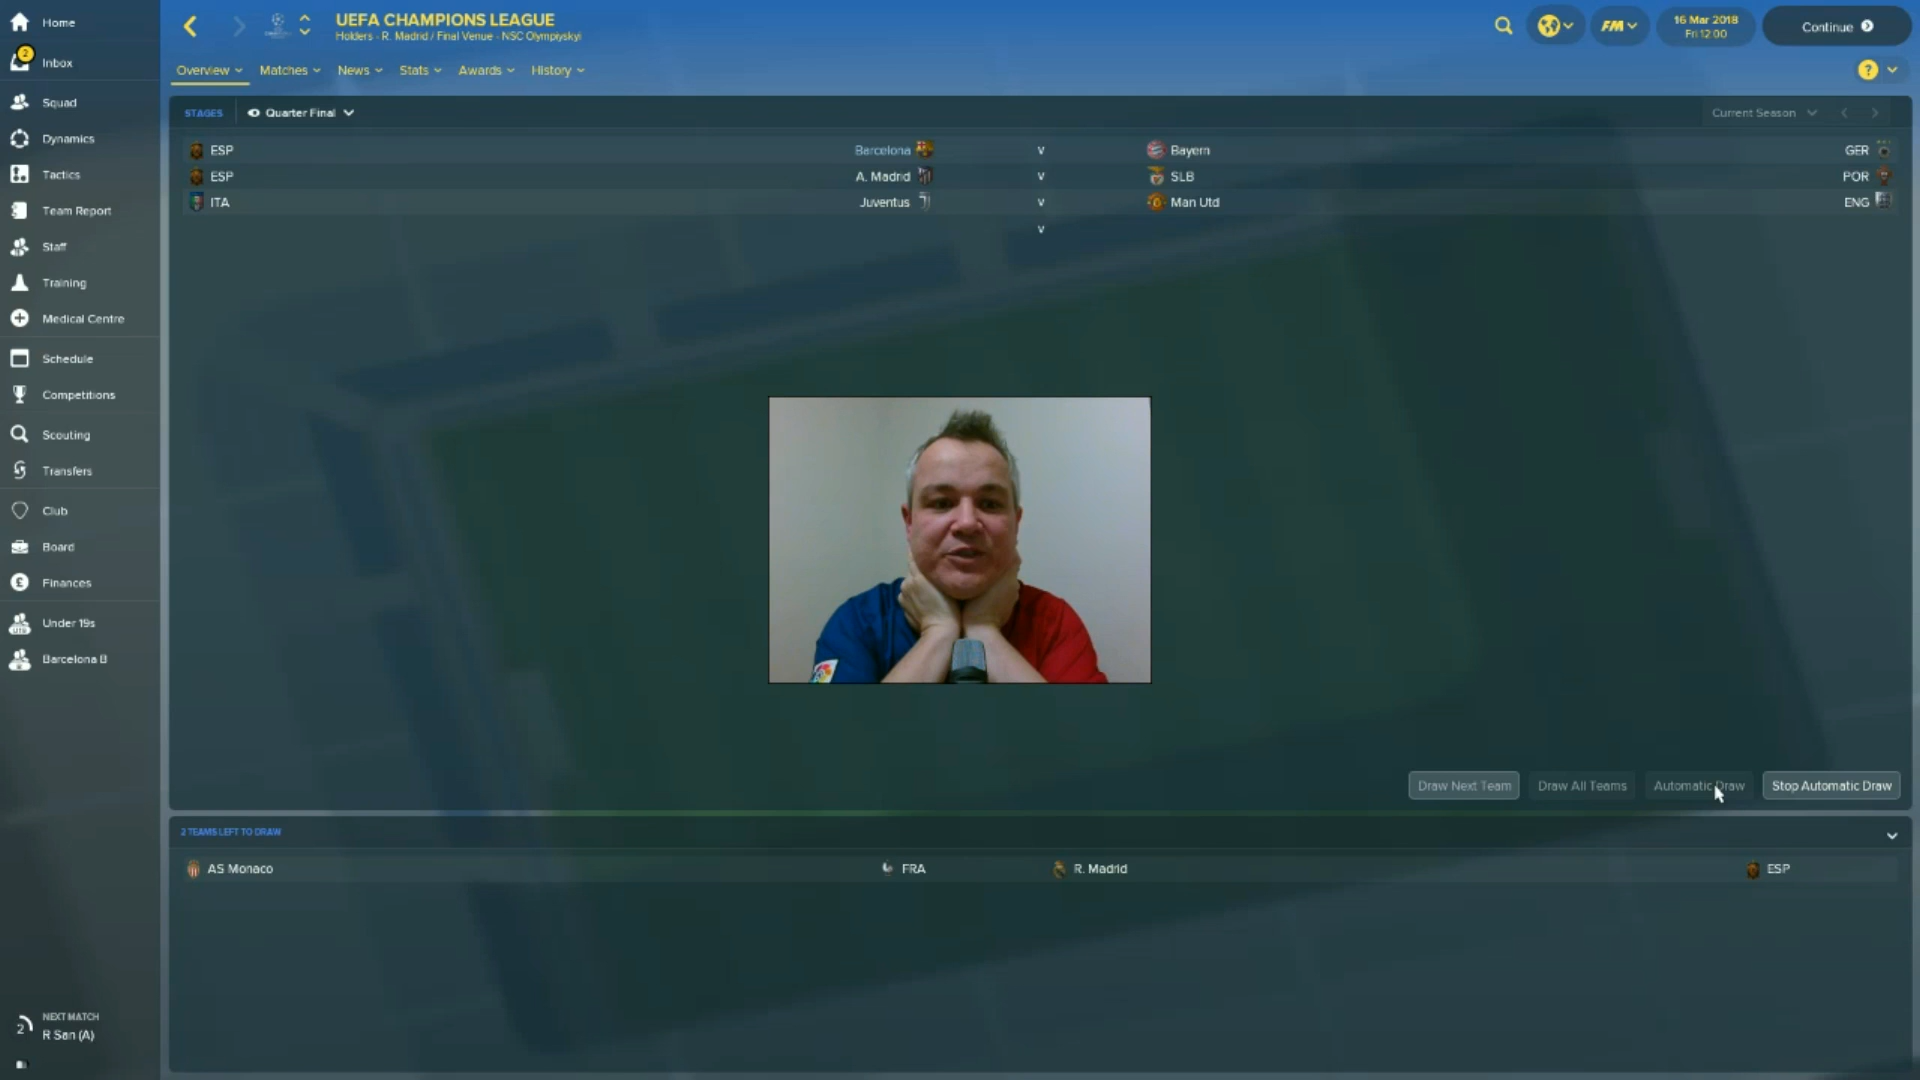 Home
2
Inbox
Squad
Dynamics
Tactics
Team Report
Staff
Training
Medical Centre
Schedule
Competitions
Scouting
Transfers
Club
Board
Finances
Under 19s
Barcelona B
2
NEXT MATCH
R San (A)
UEFA CHAMPIONS LEAGUE
Holders - R. Madrid / Final Venue - NSC Olympiyskyi
FM
16 Mar 2018
Fri 12:00
Continue
Overview
Matches
News
Stats
Awards
History
?
STAGES
Quarter Final
Current Season
ESP Barcelona v Bayern GER
ESP A. Madrid v SLB POR
ITA Juventus v Man Utd ENG
v
Draw Next Team
Draw All Teams
Automatic Draw
Stop Automatic Draw
2 TEAMS LEFT TO DRAW
AS Monaco FRA R. Madrid ESP